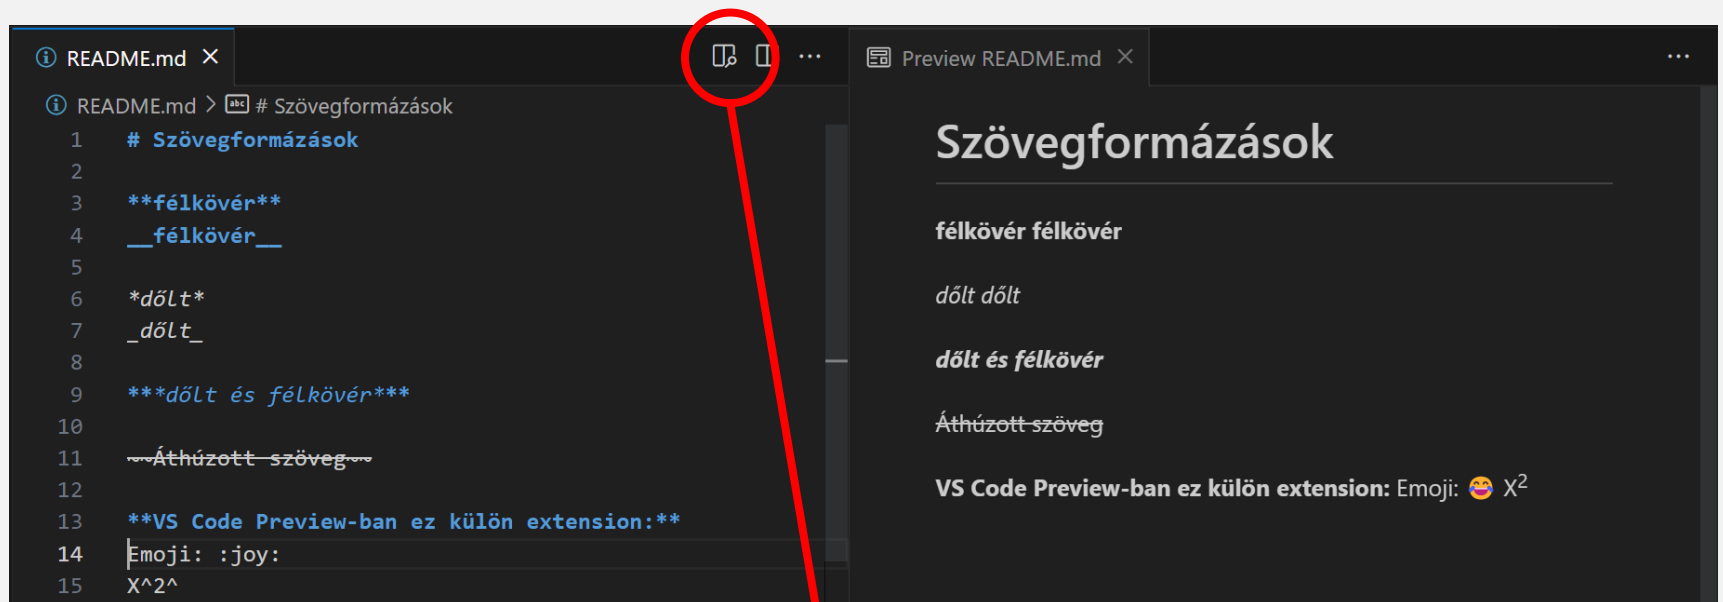 README.md
README.md > # Szövegformázások
1 # Szövegformázások
2
3 **félkövér**
4 __félkövér__
5
6 *dőlt*
7 _dőlt_
8
9 ***dőlt és félkövér***
10
11 ~~Áthúzott szöveg~~
12
13 **VS Code Preview-ban ez külön extension:**
14 Emoji: :joy:
15 X^2^
Preview README.md
Szövegformázások
félkövér félkövér
dőlt dőlt
dőlt és félkövér
Áthúzott szöveg
VS Code Preview-ban ez külön extension: Emoji: 😂 X²